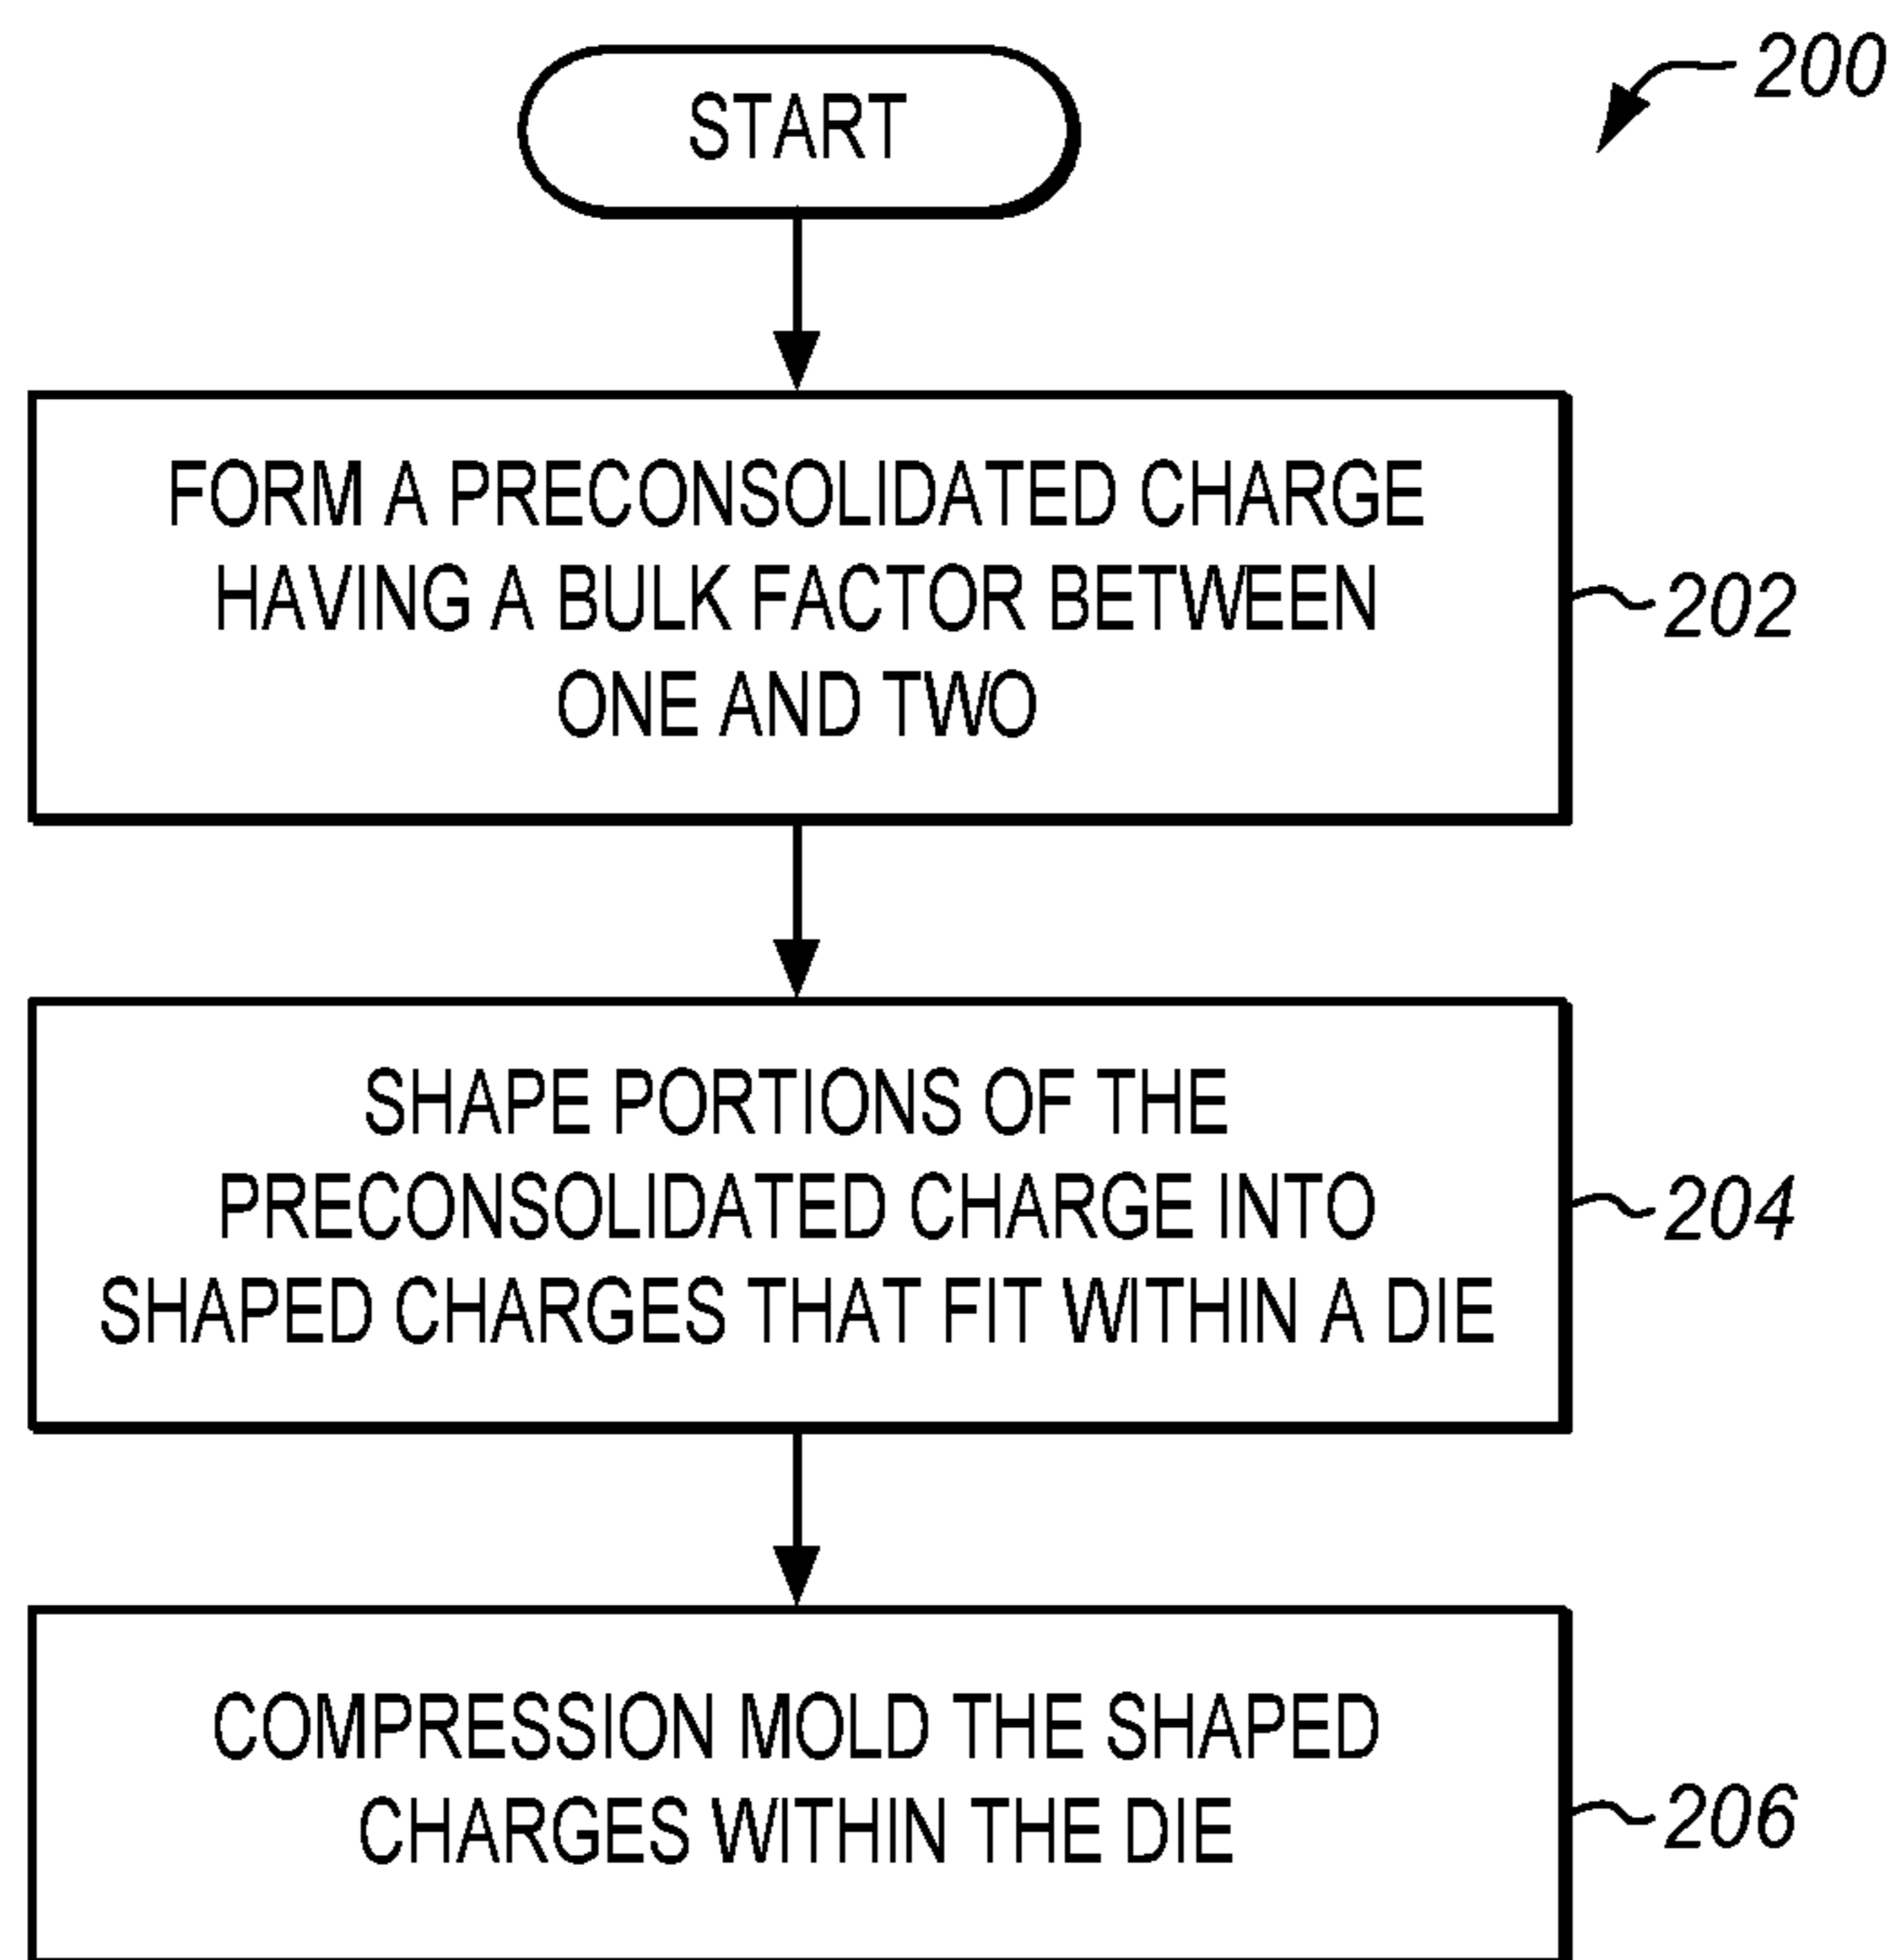 START
200
FORM A PRECONSOLIDATED CHARGE
HAVING A BULK FACTOR BETWEEN
ONE AND TWO
202
SHAPE PORTIONS OF THE
PRECONSOLIDATED CHARGE INTO
SHAPED CHARGES THAT FIT WITHIN A DIE
204
COMPRESSION MOLD THE SHAPED
CHARGES WITHIN THE DIE
206